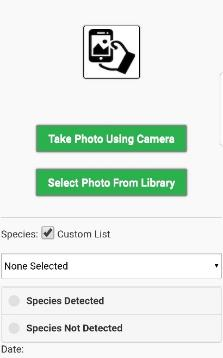 Take Photo Using Camera
Select Photo From Library
Species: Custom List
None Selected
Species Detected
Species Not Detected
Date: